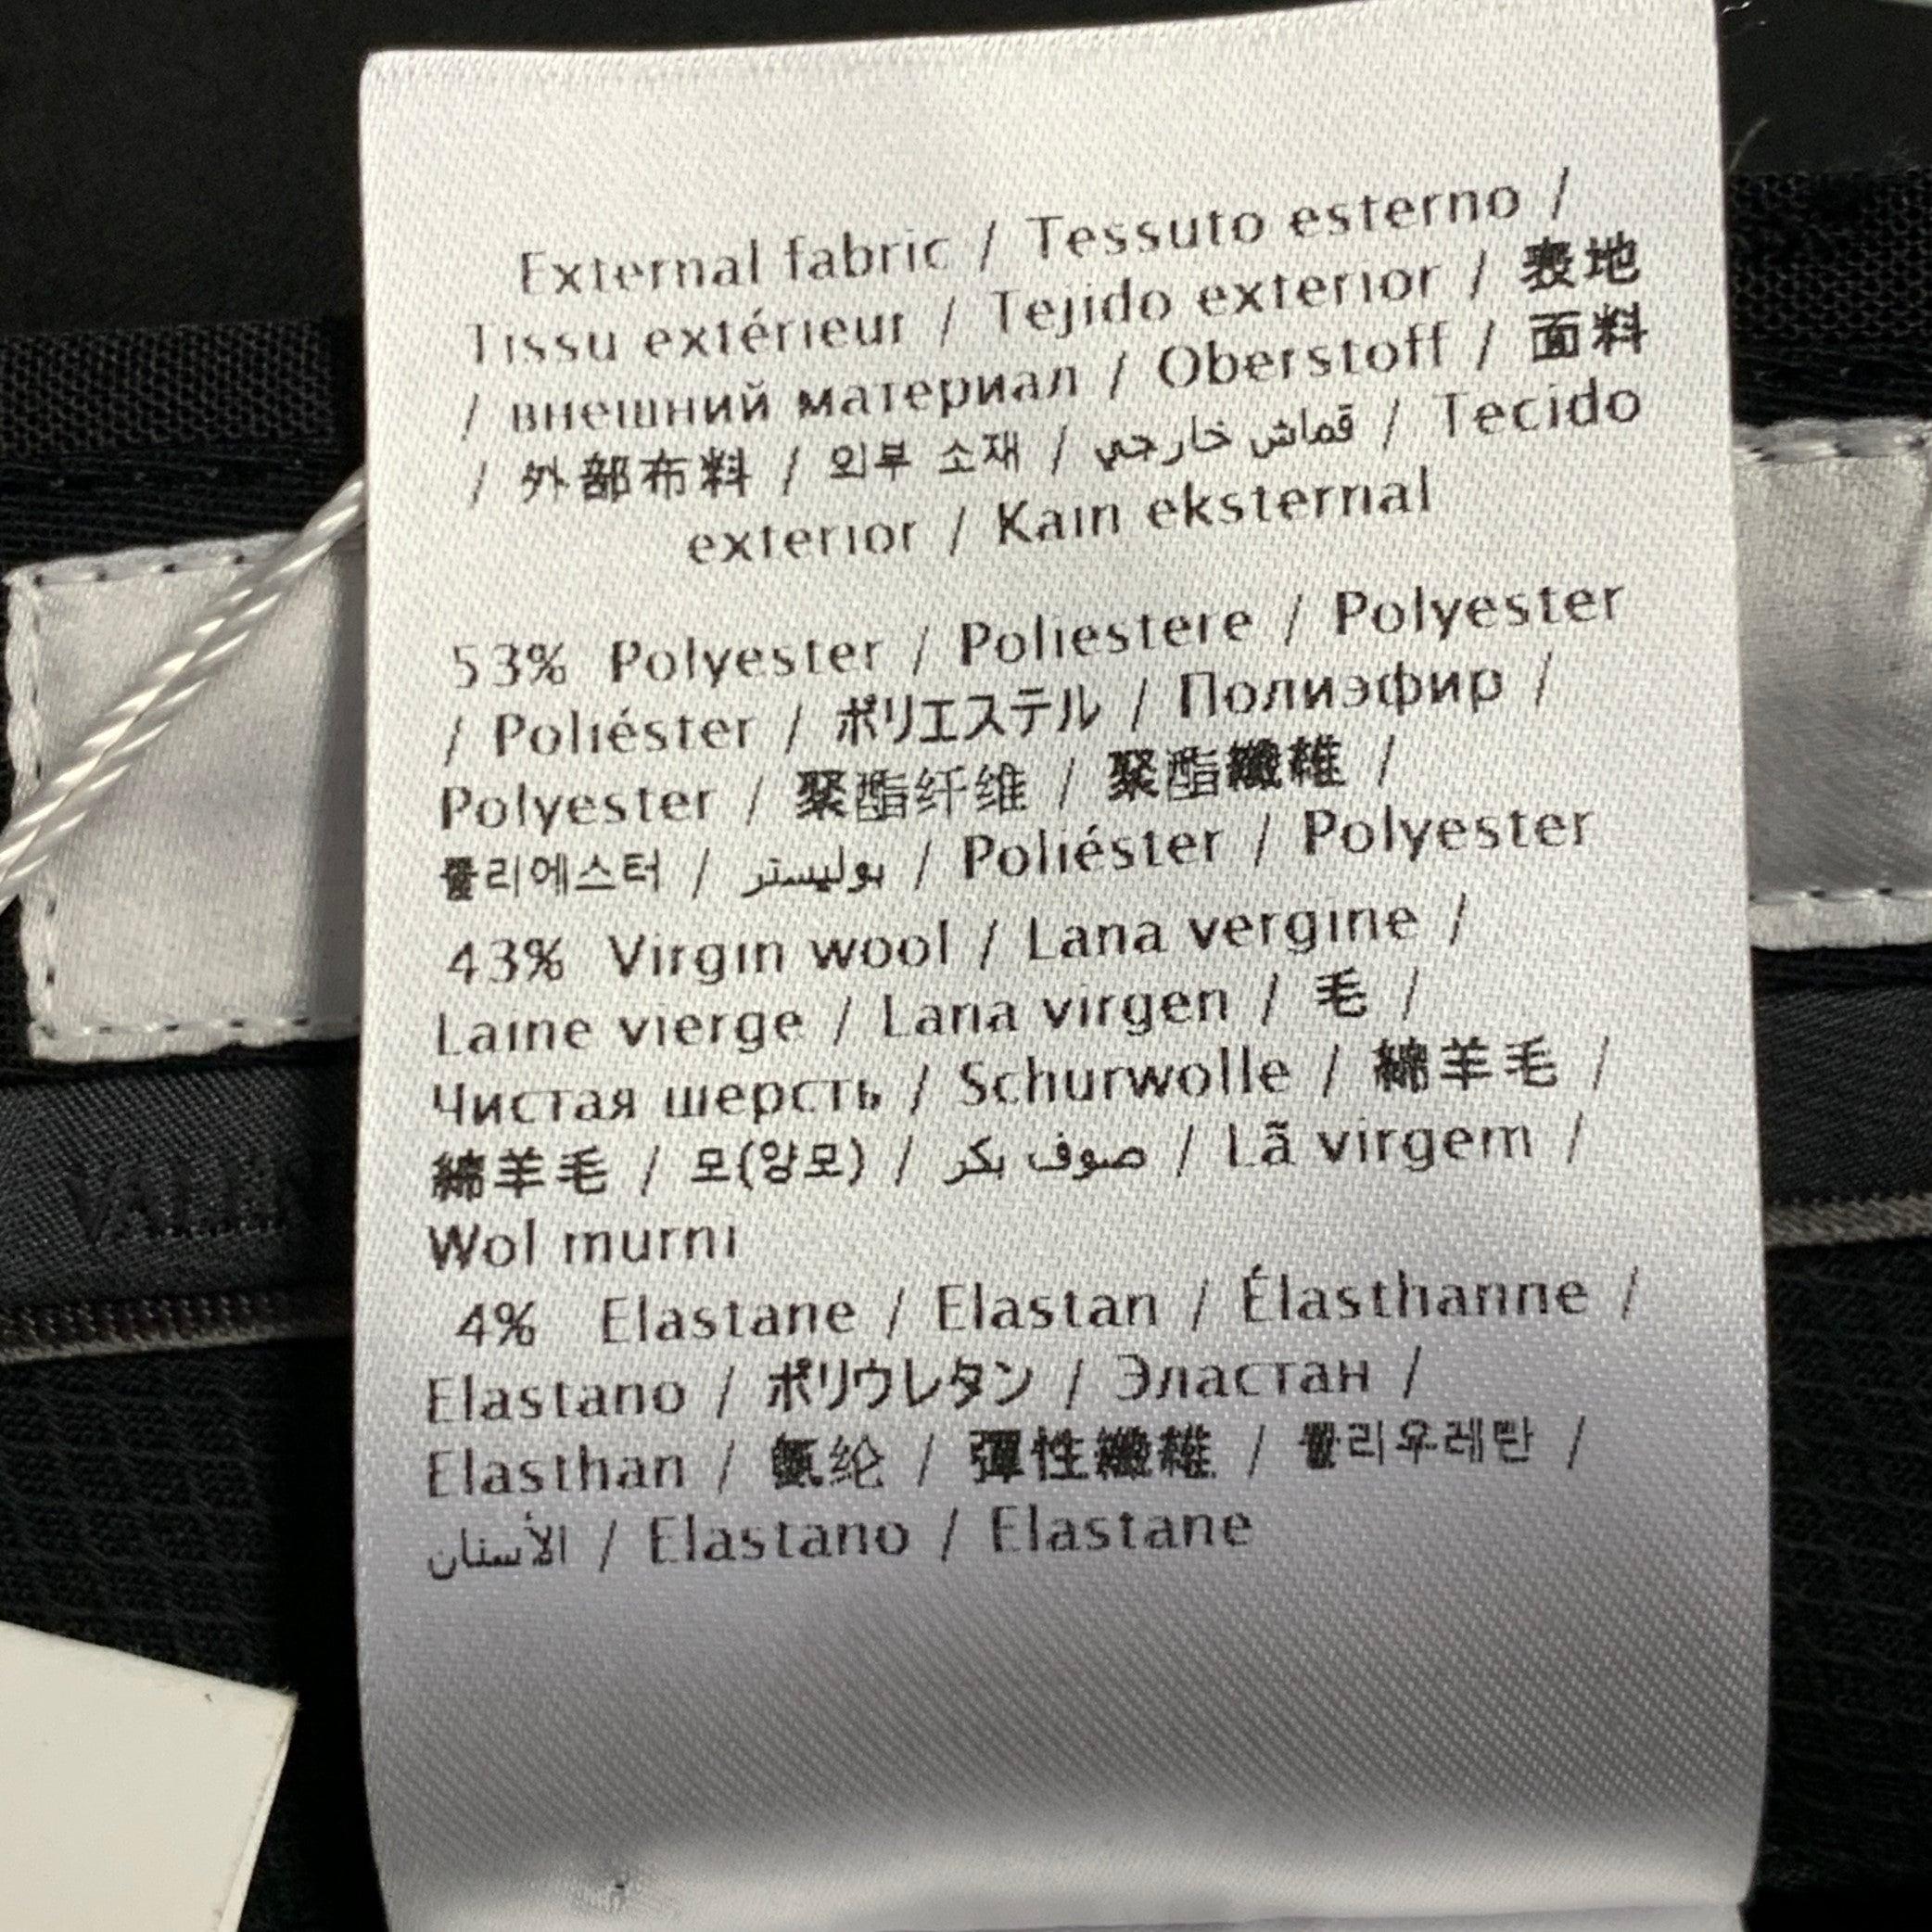 External fabric / Tessuto esterno /
Tissu extérieur / Tejido exterior / 表地
/ внешний материал / Oberstoff / 面料
/ 外部布料 / 외부 소재 / قماش خارجي / Tecido
exterior / Kain eksternal
53% Polyester / Poliestere / Polyester
/ Poliéster / ポリエステル / Полиэфир /
Polyester / 聚酯纤维 / 聚酯纖維 /
폴리에스터 / بوليستر / Poliéster / Polyester
43% Virgin wool / Lana vergine /
Laine vierge / Lana virgen / 毛 /
Чистая шерсть / Schurwolle / 綿羊毛 /
綿羊毛 / 모(양모) / صوف بكر / Lã virgem /
Wol murni
4% Elastane / Elastan / Élasthanne /
Elastano / ポリウレタン / Эластан /
Elasthan / 氨纶 / 彈性纖維 / 폴리우레탄 /
الأسنان / Elastano / Elastane